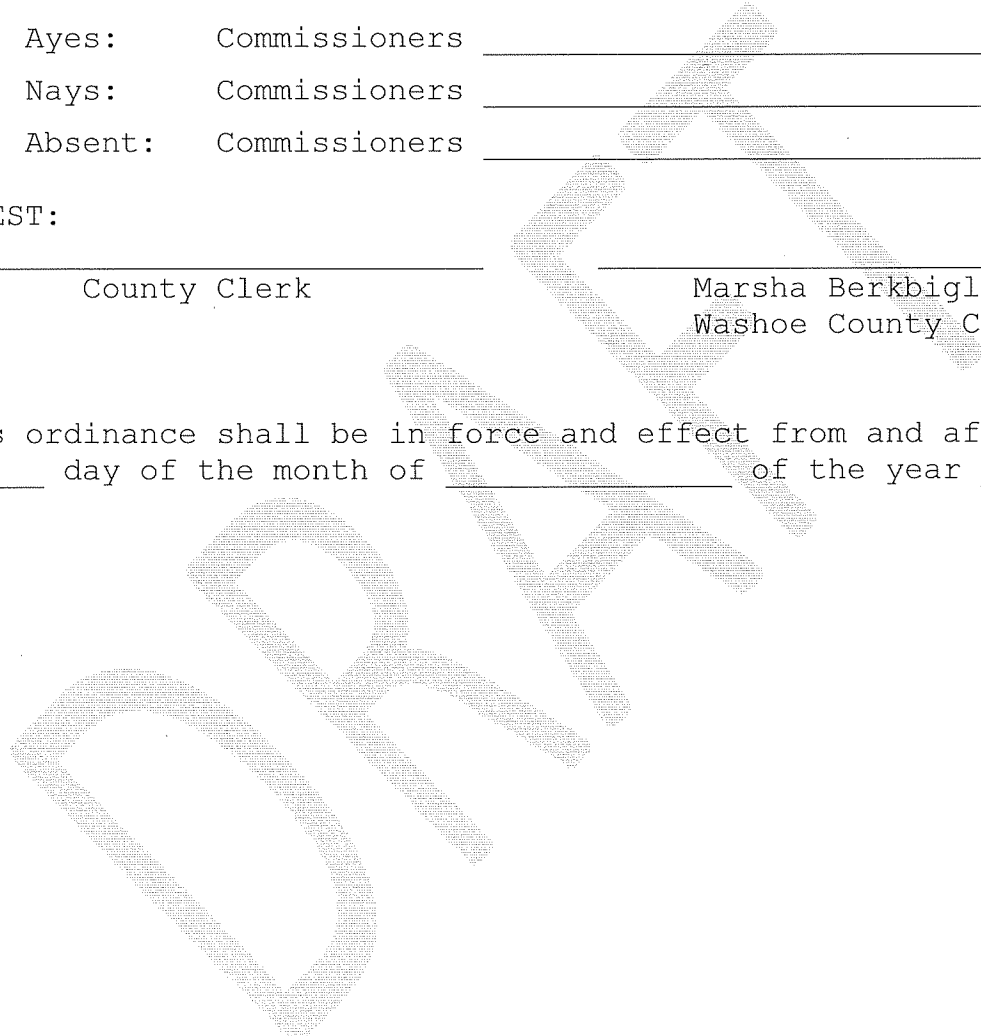 Ayes: Commissioners
Nays: Commissioners
Absent: Commissioners
EST:
County Clerk Marsha Berkbigl
Washoe County C
s ordinance shall be in force and effect from and af
day of the month of of the year
DRAFT